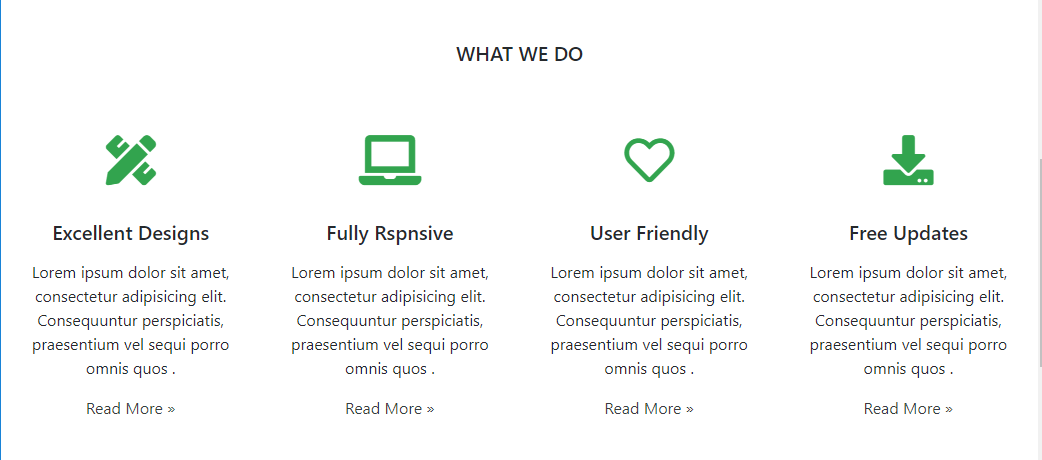 WHAT WE DO
Excellent Designs
Lorem ipsum dolor sit amet,
consectetur adipisicing elit.
Consequuntur perspiciatis,
praesentium vel sequi porro
omnis quos .
Read More »
Fully Rspnsive
Lorem ipsum dolor sit amet,
consectetur adipisicing elit.
Consequuntur perspiciatis,
praesentium vel sequi porro
omnis quos .
Read More »
User Friendly
Lorem ipsum dolor sit amet,
consectetur adipisicing elit.
Consequuntur perspiciatis,
praesentium vel sequi porro
omnis quos .
Read More »
Free Updates
Lorem ipsum dolor sit amet,
consectetur adipisicing elit.
Consequuntur perspiciatis,
praesentium vel sequi porro
omnis quos .
Read More »